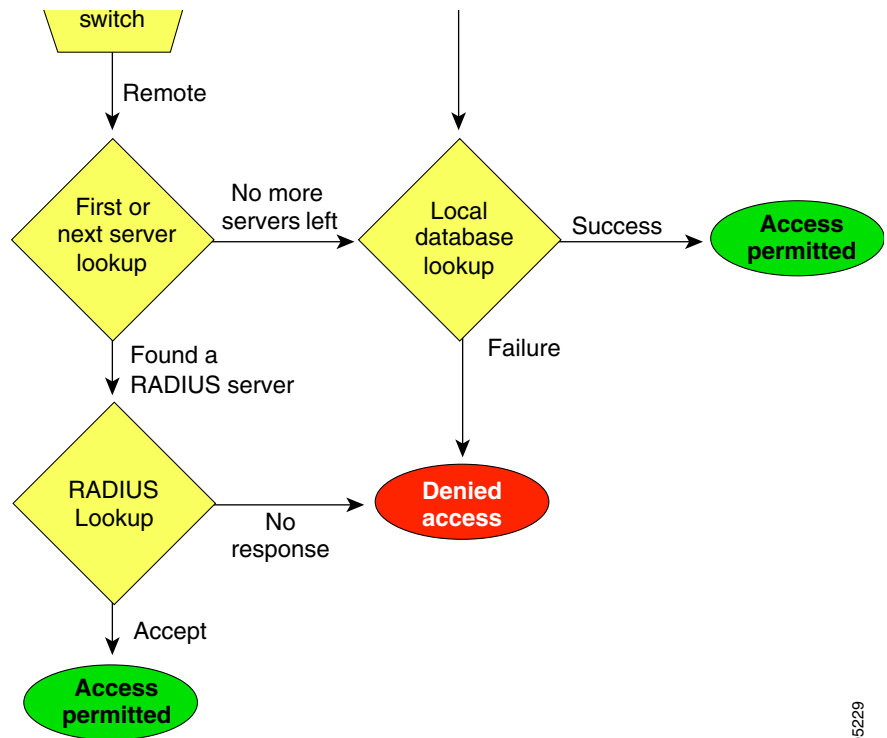 switch
Remote
First or
next server
lookup
No more
servers left
Local
database
lookup
Success
Access
permitted
Found a
RADIUS server
Failure
RADIUS
Lookup
No
response
Denied
access
Accept
Access
permitted
5229